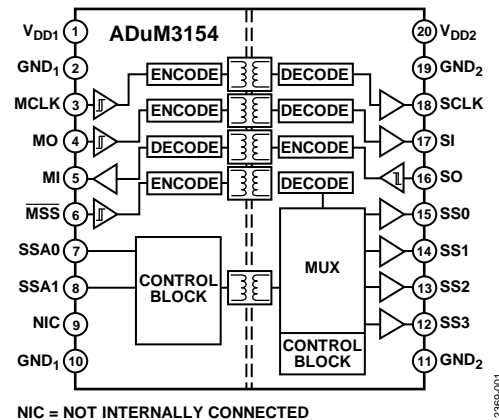 ADuM3154
1 VDD1
20 VDD2
GND1 2
19 GND2
ENCODE DECODE
MCLK 3
18 SCLK
ENCODE DECODE
MO 4
17 SI
DECODE ENCODE
MI 5
16 SO
ENCODE DECODE
MSS 6
15 SS0
SSA0 7
14 SS1
CONTROL BLOCK
MUX
SSA1 8
13 SS2
NIC 9
12 SS3
CONTROL BLOCK
GND1 10
11 GND2
NIC = NOT INTERNALLY CONNECTED
2369-001